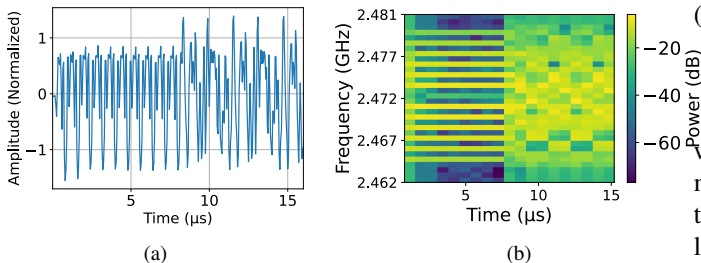 Amplitude (Normalized)
1
0
−1
5
10
15
Time (µs)
(a)
Frequency (GHz)
2.481
2.477
2.472
2.467
2.462
5
10
15
Time (µs)
(b)
−20
−40
−60
Power (dB)
(
t
l